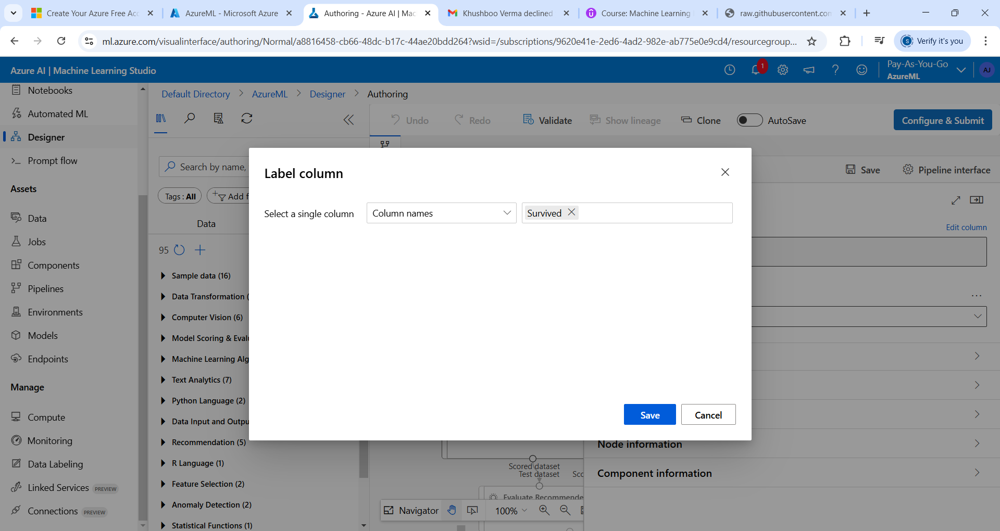 Create Your Azure Free Acc
AzureML - Microsoft Azure
Authoring - Azure AI | Mac
Khushboo Verma declined
Course: Machine Learning
raw.githubusercontent.con
ml.azure.com/visualinterface/authoring/Normal/a8816458-cb66-48dc-b17c-44ae20bdd264?wsid=/subscriptions/9620e41e-2ed6-4ad2-982e-ab775e0e9cd4/resourcegroup...
S
Verify it's you
Azure AI | Machine Learning Studio
1
Pay-As-You-Go
AzureML
AJ
Notebooks
Automated ML
Designer
Prompt flow
Assets
Data
Jobs
Components
Pipelines
Environments
Models
Endpoints
Manage
Compute
Monitoring
Data Labeling
Linked Services PREVIEW
Connections PREVIEW
Default Directory > AzureML > Designer > Authoring
Undo
Redo
Validate
Show lineage
Clone
AutoSave
Configure & Submit
Search by name,
Tags : All
Add f
Data
95
Sample data (16)
Data Transformation (
Computer Vision (6)
Model Scoring & Evalu
Machine Learning Alg
Text Analytics (7)
Python Language (2)
Data Input and Outpu
Recommendation (5)
R Language (1)
Feature Selection (2)
Anomaly Detection (2)
Statistical Functions (1)
Save
Pipeline interface
Edit column
...
Label column
Select a single column
Column names
Survived
Save
Cancel
Node information
Component information
Scored dataset
Test dataset
Sco
Evaluate Recommende
Navigator
100%